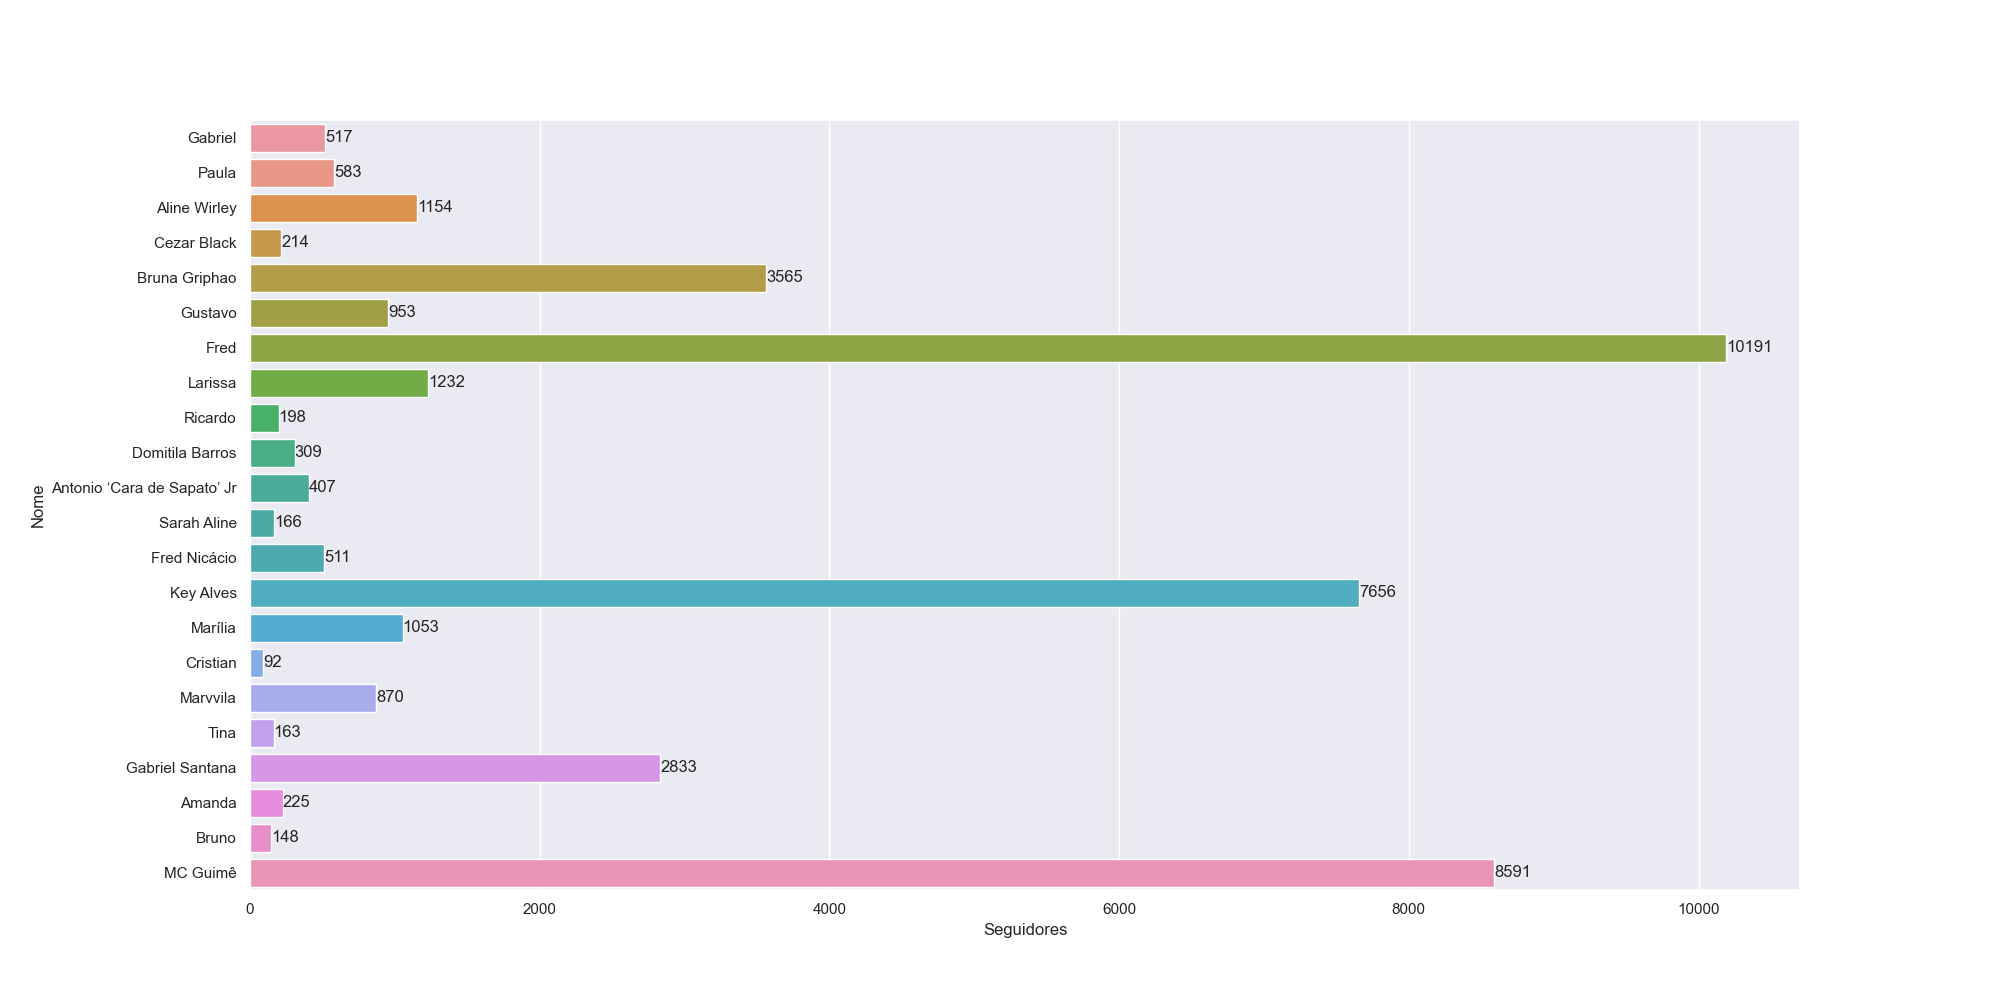 Gabriel 517
Paula 583
Aline Wirley 1154
Cezar Black 214
Bruna Griphao 3565
Gustavo 953
Fred 10191
Larissa 1232
Ricardo 198
Domitila Barros 309
Antonio ‘Cara de Sapato’ Jr 407
Sarah Aline 166
Fred Nicácio 511
Key Alves 7656
Marília 1053
Cristian 92
Marvvila 870
Tina 163
Gabriel Santana 2833
Amanda 225
Bruno 148
MC Guimê 8591
Nome
0 2000 4000 6000 8000 10000
Seguidores